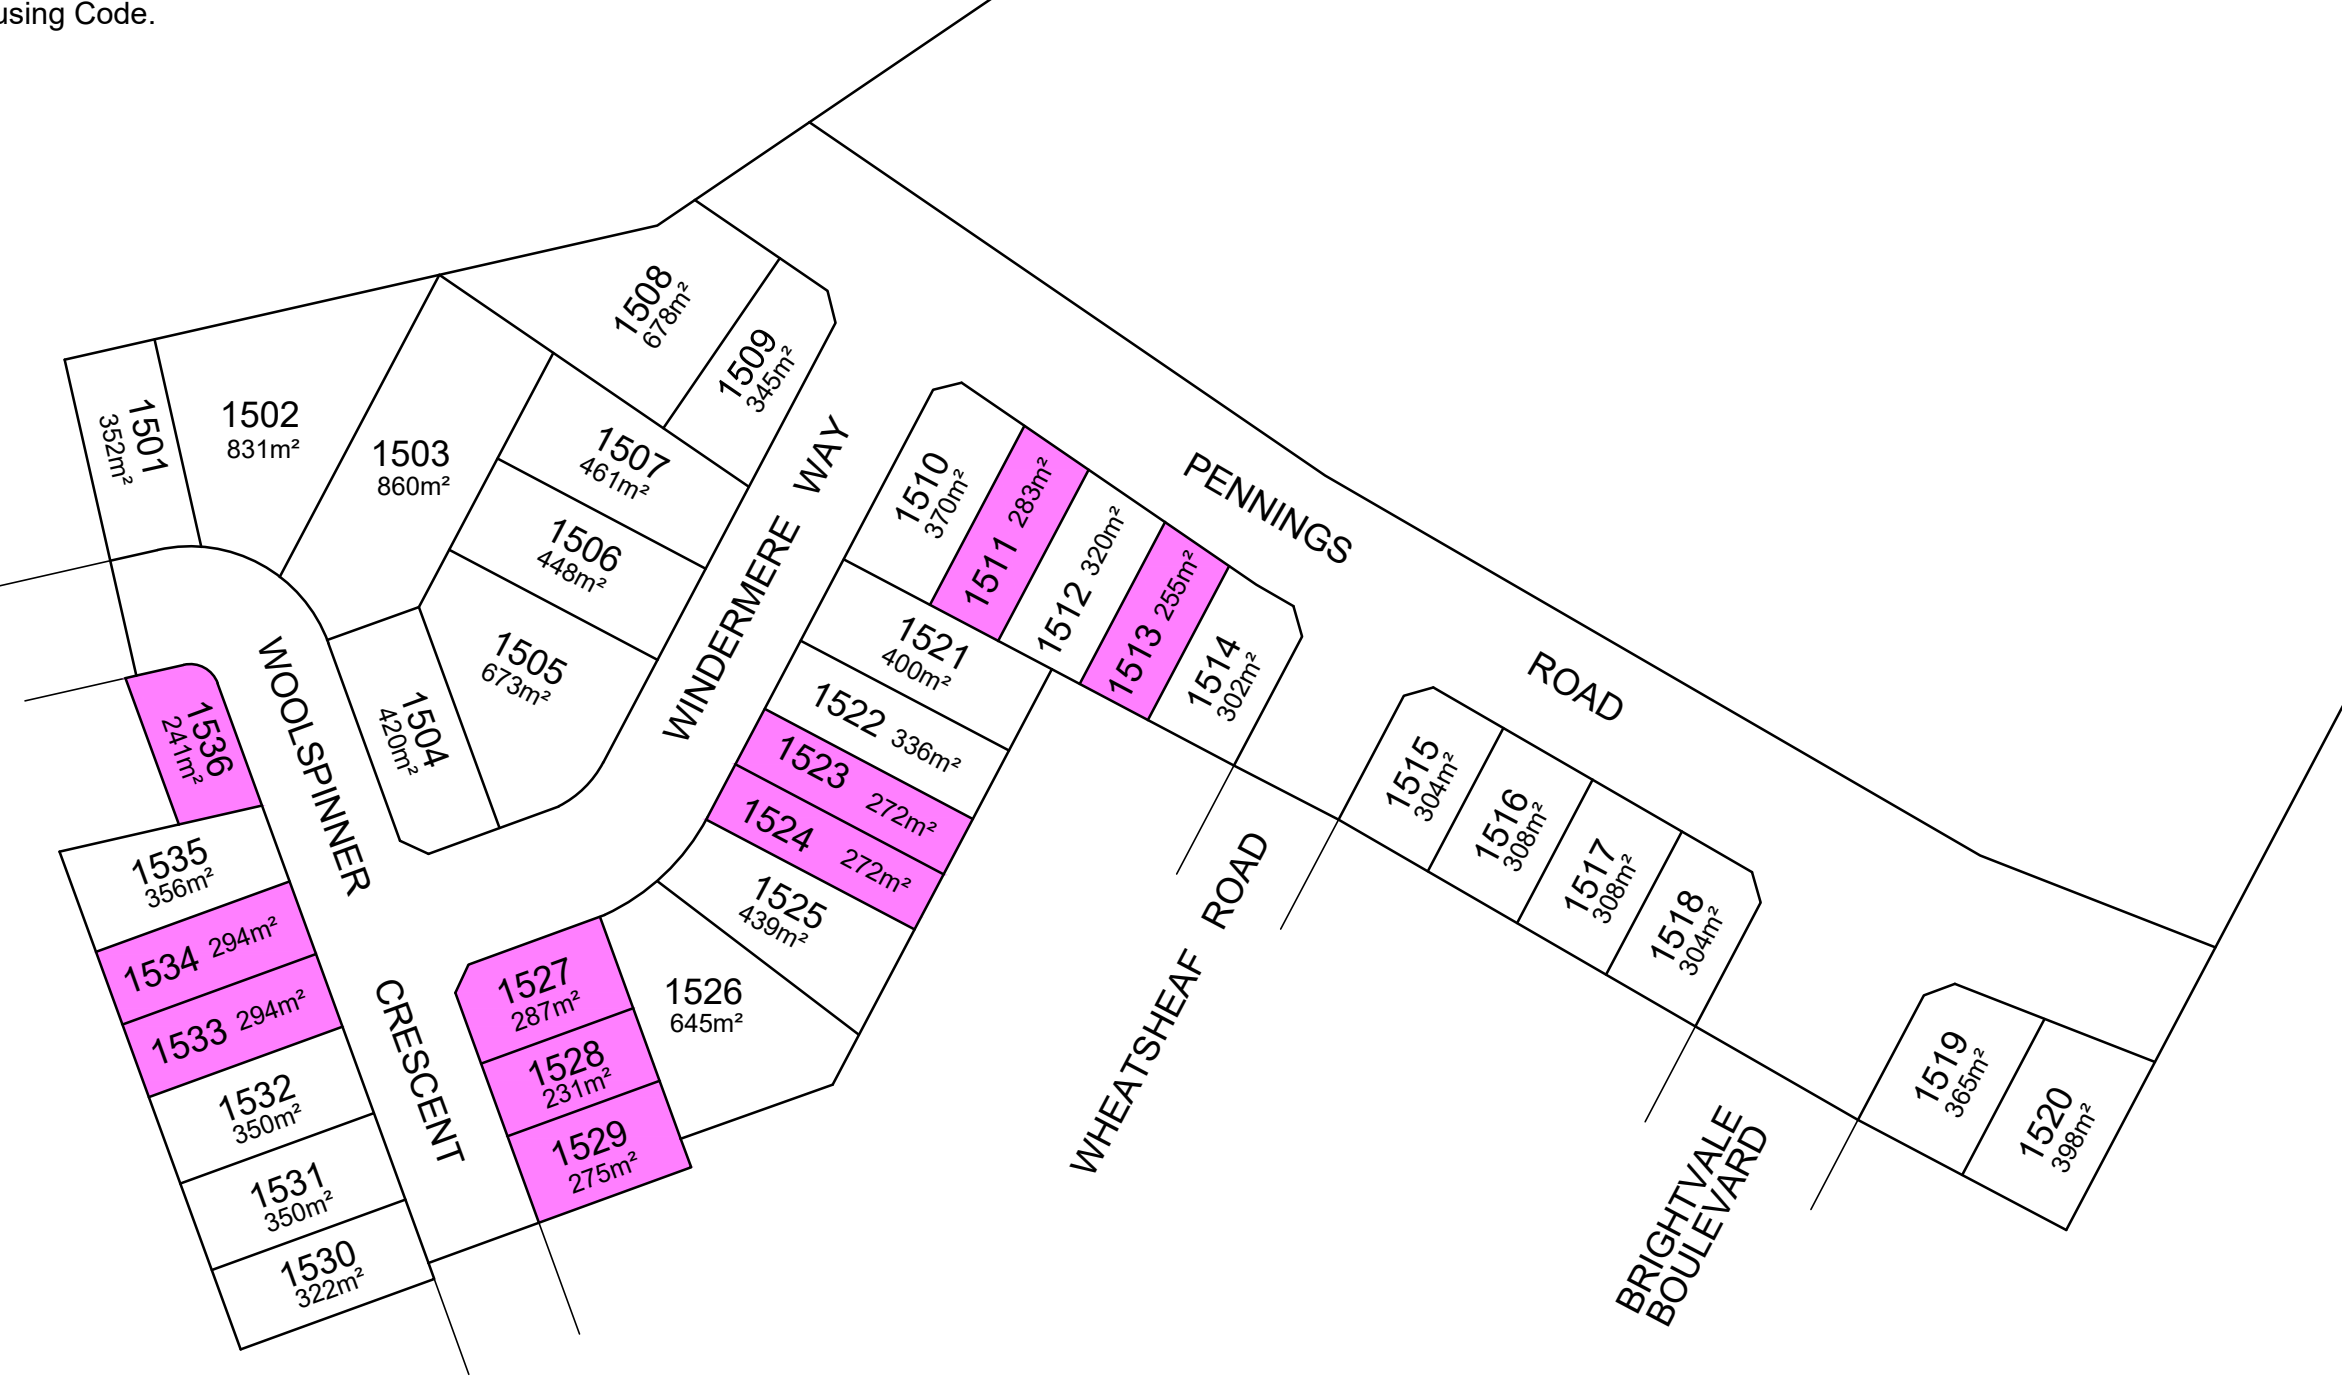 using Code.
1501
352m²
1502
831m²
1503
860m²
1504
420m²
1505
673m²
1506
448m²
1507
461m²
1508
678m²
1509
345m²
1510
370m²
1511 283m²
1512 320m²
1513 255m²
1514
302m²
1515
304m²
1516
308m²
1517
308m²
1518
304m²
1519
365m²
1520
398m²
1521
400m²
1522 336m²
1523 272m²
1524 272m²
1525
439m²
1526
645m²
1527
287m²
1528
231m²
1529
275m²
1530
322m²
1531
350m²
1532
350m²
1533 294m²
1534 294m²
1535
356m²
1536
241m²
WOOLSPINNER CRESCENT
WINDERMERE WAY
PENNINGS ROAD
WHEATSHEAF ROAD
BRIGHTVALE
BOULEVARD